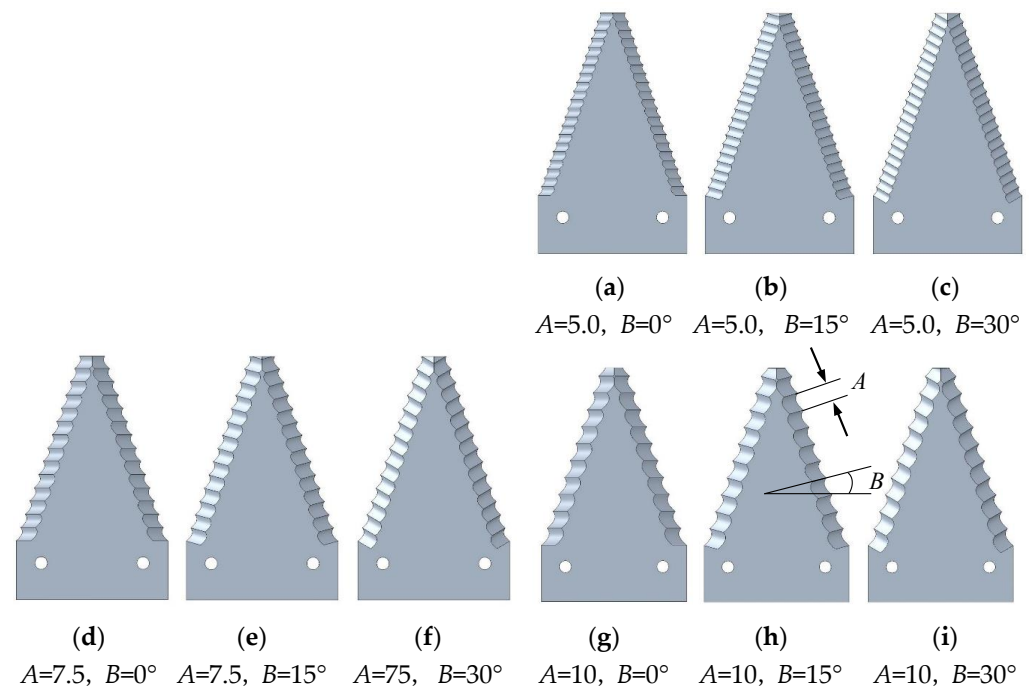 (a) (b) (c)
A=5.0, B=0° A=5.0, B=15° A=5.0, B=30°
A
B
(d) (e) (f) (g) (h) (i)
A=7.5, B=0° A=7.5, B=15° A=75, B=30° A=10, B=0° A=10, B=15° A=10, B=30°